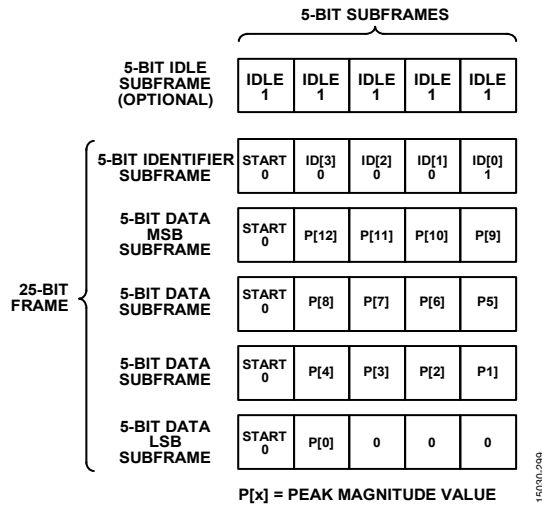 5-BIT SUBFRAMES
5-BIT IDLE
SUBFRAME
(OPTIONAL)
IDLE IDLE IDLE IDLE IDLE
1 1 1 1 1
5-BIT IDENTIFIER
SUBFRAME
START ID[3] ID[2] ID[1] ID[0]
0 0 0 0 1
5-BIT DATA
MSB
SUBFRAME
START P[12] P[11] P[10] P[9]
0
25-BIT
FRAME
5-BIT DATA
SUBFRAME
START P[8] P[7] P[6] P5]
0
5-BIT DATA
SUBFRAME
START P[4] P[3] P[2] P1]
0
5-BIT DATA
LSB
SUBFRAME
START P[0] 0 0 0
0
P[x] = PEAK MAGNITUDE VALUE
15030-299